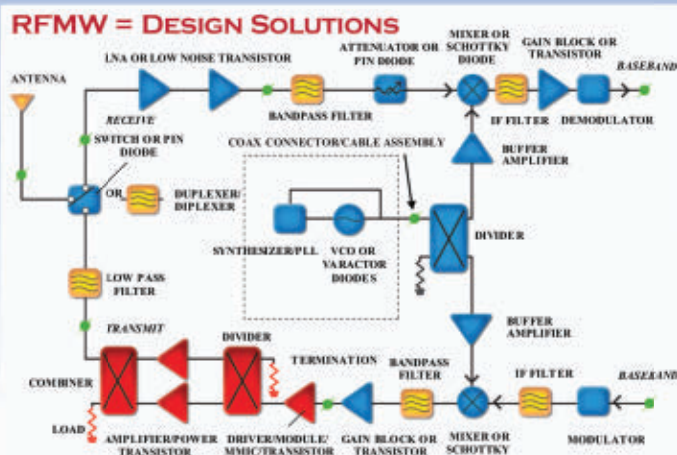 RFMW = DESIGN SOLUTIONS
ANTENNA
LNA OR LOW NOISE TRANSISTOR
ATTENUATOR OR
PIN DIODE
MIXER OR
SCHOTTKY
DIODE
GAIN BLOCK OR
TRANSISTOR
BASEBAND
RECEIVE
BANDPASS FILTER
IF FILTER
DEMODULATOR
SWITCH OR PIN
DIODE
COAX CONNECTOR/CABLE ASSEMBLY
BUFFER
AMPLIFIER
OR
DUPLEXER/
DIPLEXER
SYNTHESIZER/PLL
VCO OR
VARACTOR
DIODES
DIVIDER
LOW PASS
FILTER
TRANSMIT
DIVIDER
TERMINATION
BANDPASS
FILTER
BUFFER
AMPLIFIER
IF FILTER
BASEBAND
COMBINER
LOAD
AMPLIFIER/POWER
TRANSISTOR
DRIVER/MODULE/
MMIC/TRANSISTOR
GAIN BLOCK OR
TRANSISTOR
MIXER OR
SCHOTTKY
MODULATOR